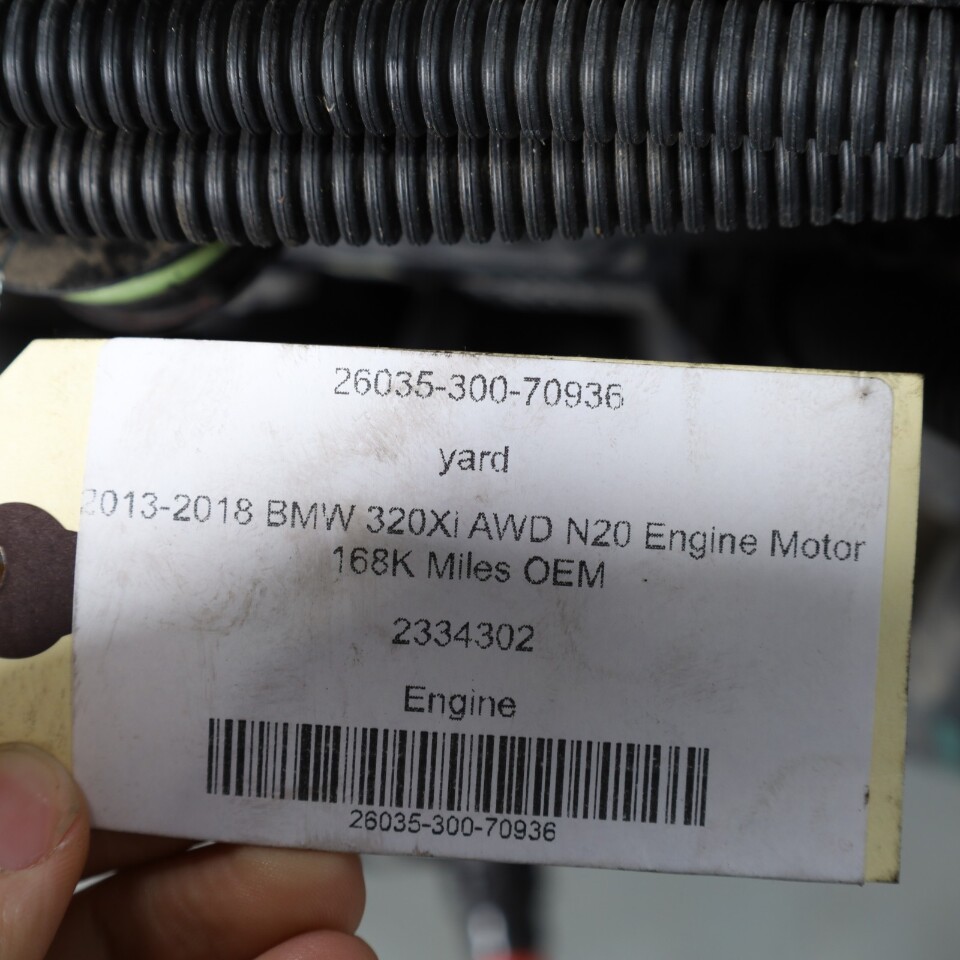 26035-300-70936
yard
2013-2018 BMW 320Xi AWD N20 Engine Motor
168K Miles OEM
2334302
Engine
26035-300-70936